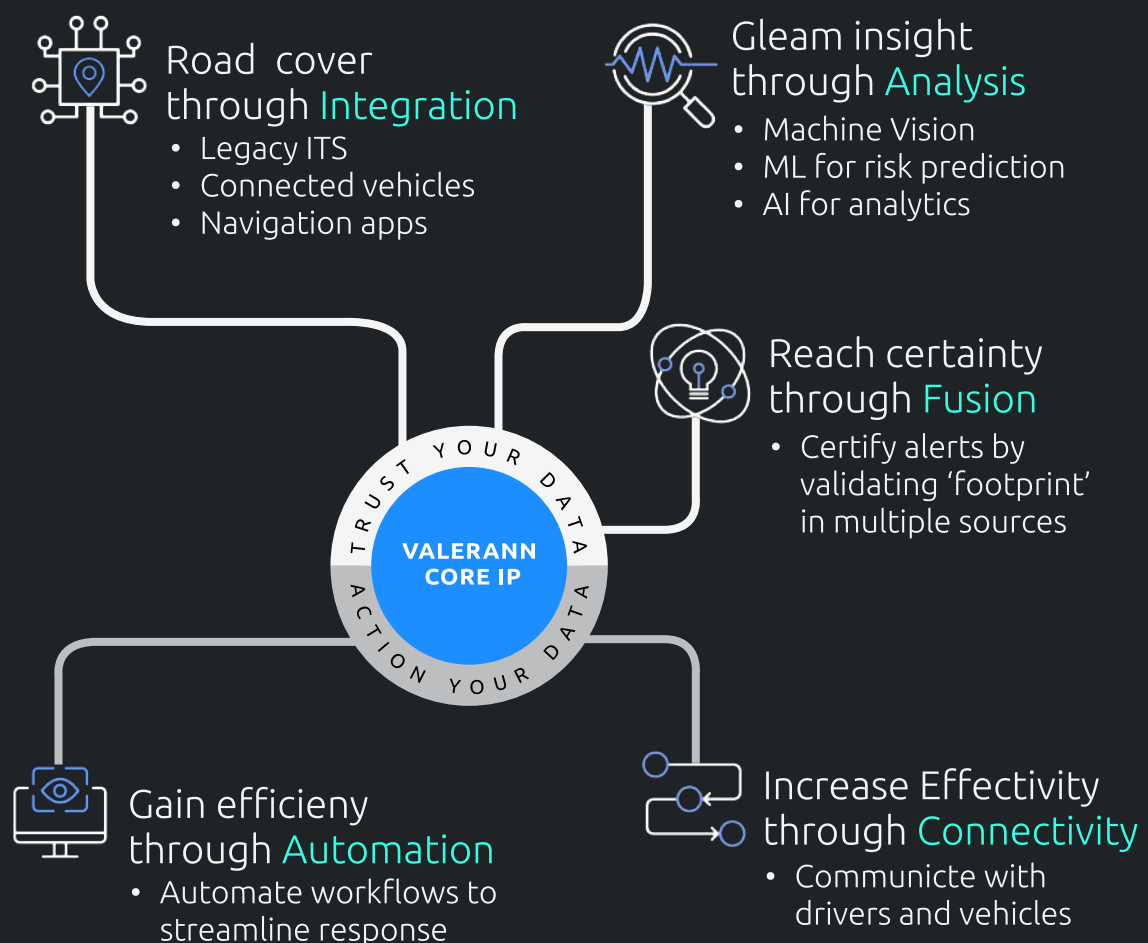 Road cover
through Integration
• Legacy ITS
• Connected vehicles
• Navigation apps
Gleam insight
through Analysis
• Machine Vision
• ML for risk prediction
• AI for analytics
Reach certainty
through Fusion
• Certify alerts by
validating ‘footprint’
in multiple sources
TRUST YOUR DATA
VALERANN
CORE IP
ACTION YOUR DATA
Gain efficieny
through Automation
• Automate workflows to
streamline response
Increase Effectivity
through Connectivity
• Communicte with
drivers and vehicles